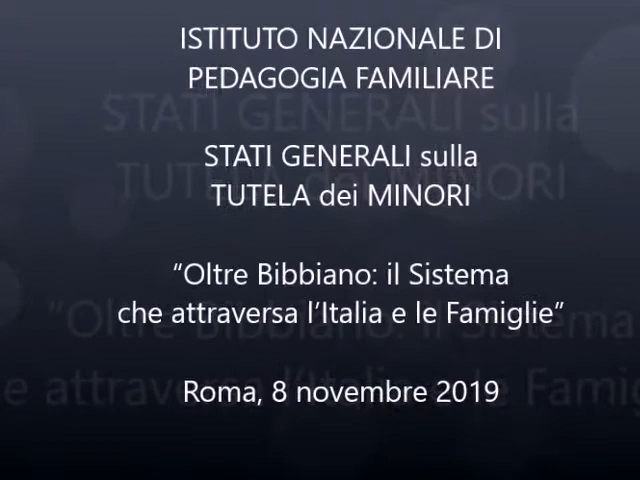 ISTITUTO NAZIONALE DI
PEDAGOGIA FAMILIARE
STATI GENERALI sulla
TUTELA dei MINORI
“Oltre Bibbiano: il Sistema
che attraversa l’Italia e le Famiglie”
Roma, 8 novembre 2019